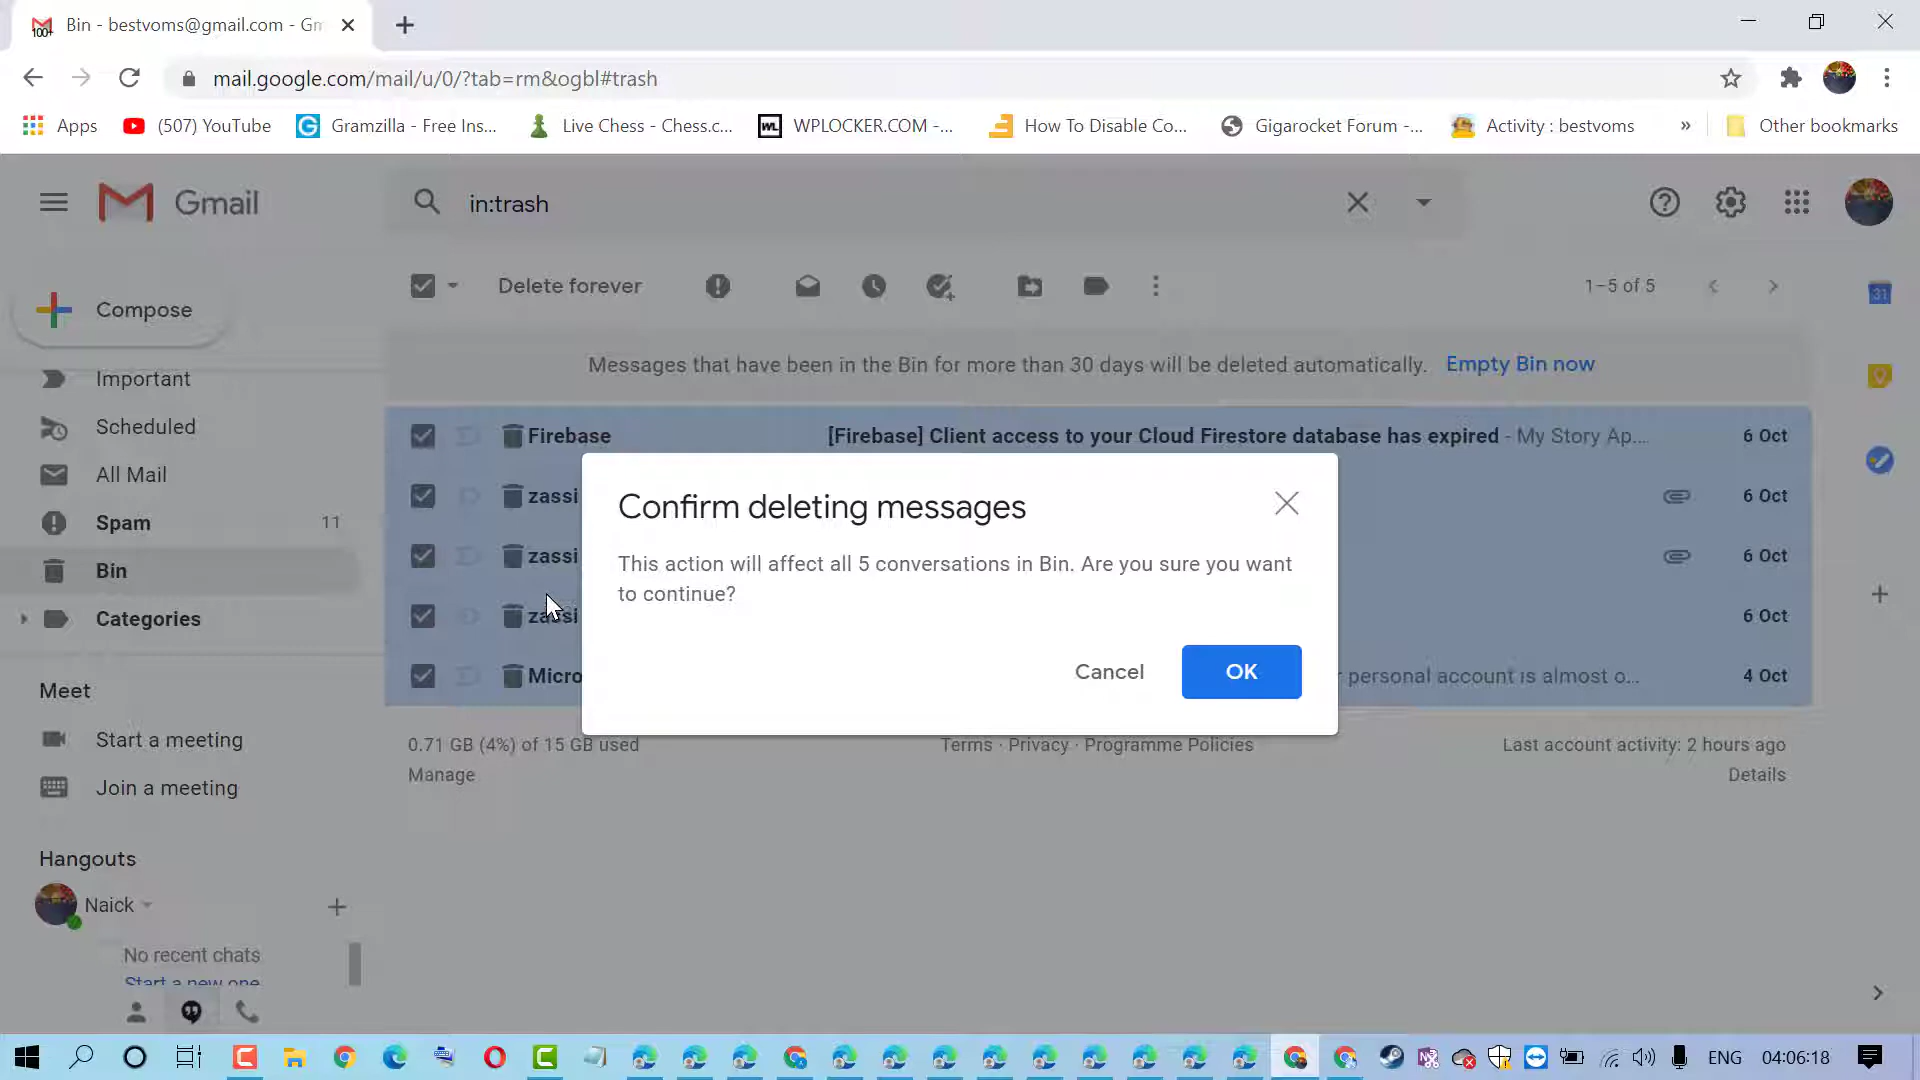 Bin - bestvoms@gmail.com - Gm
mail.google.com/mail/u/0/?tab=rm&ogbl#trash
Apps
(507) YouTube
Gramzilla - Free Ins...
Live Chess - Chess.c...
WPLOCKER.COM -...
How To Disable Co...
Gigarocket Forum -...
Activity : bestvoms
»
Other bookmarks
Gmail
in:trash
Compose
Delete forever
1–5 of 5
Messages that have been in the Bin for more than 30 days will be deleted automatically. Empty Bin now
Important
Scheduled
All Mail
Spam 11
Bin
Categories
Firebase [Firebase] Client access to your Cloud Firestore database has expired - My Story Ap.... 6 Oct
zassi 6 Oct
zassi 6 Oct
zassi 6 Oct
Micro personal account is almost o... 4 Oct
Confirm deleting messages
This action will affect all 5 conversations in Bin. Are you sure you want
to continue?
Cancel
OK
0.71 GB (4%) of 15 GB used
Manage
Terms · Privacy · Programme Policies
Last account activity: 2 hours ago
Details
Meet
Start a meeting
Join a meeting
Hangouts
Naick
No recent chats
Start a new one
31
ENG
04:06:18